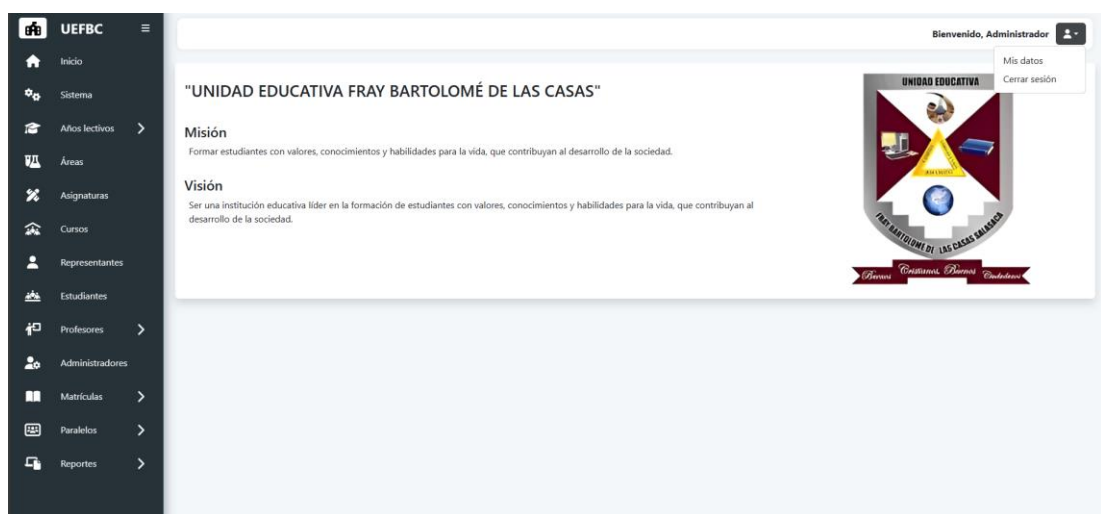 UEFBC
Inicio
Sistema
Años lectivos
Áreas
Asignaturas
Cursos
Representantes
Estudiantes
Profesores
Administradores
Matrículas
Paralelos
Reportes
Bienvenido, Administrador
Mis datos
Cerrar sesión
"UNIDAD EDUCATIVA FRAY BARTOLOMÉ DE LAS CASAS"
Misión
Formar estudiantes con valores, conocimientos y habilidades para la vida, que contribuyan al desarrollo de la sociedad.
Visión
Ser una institución educativa líder en la formación de estudiantes con valores, conocimientos y habilidades para la vida, que contribuyan al
desarrollo de la sociedad.
UNIDAD EDUCATIVA
FRAY BARTOLOME DE LAS CASAS SALASACA
Buenos Cristianos, Buenos Ciudadanos